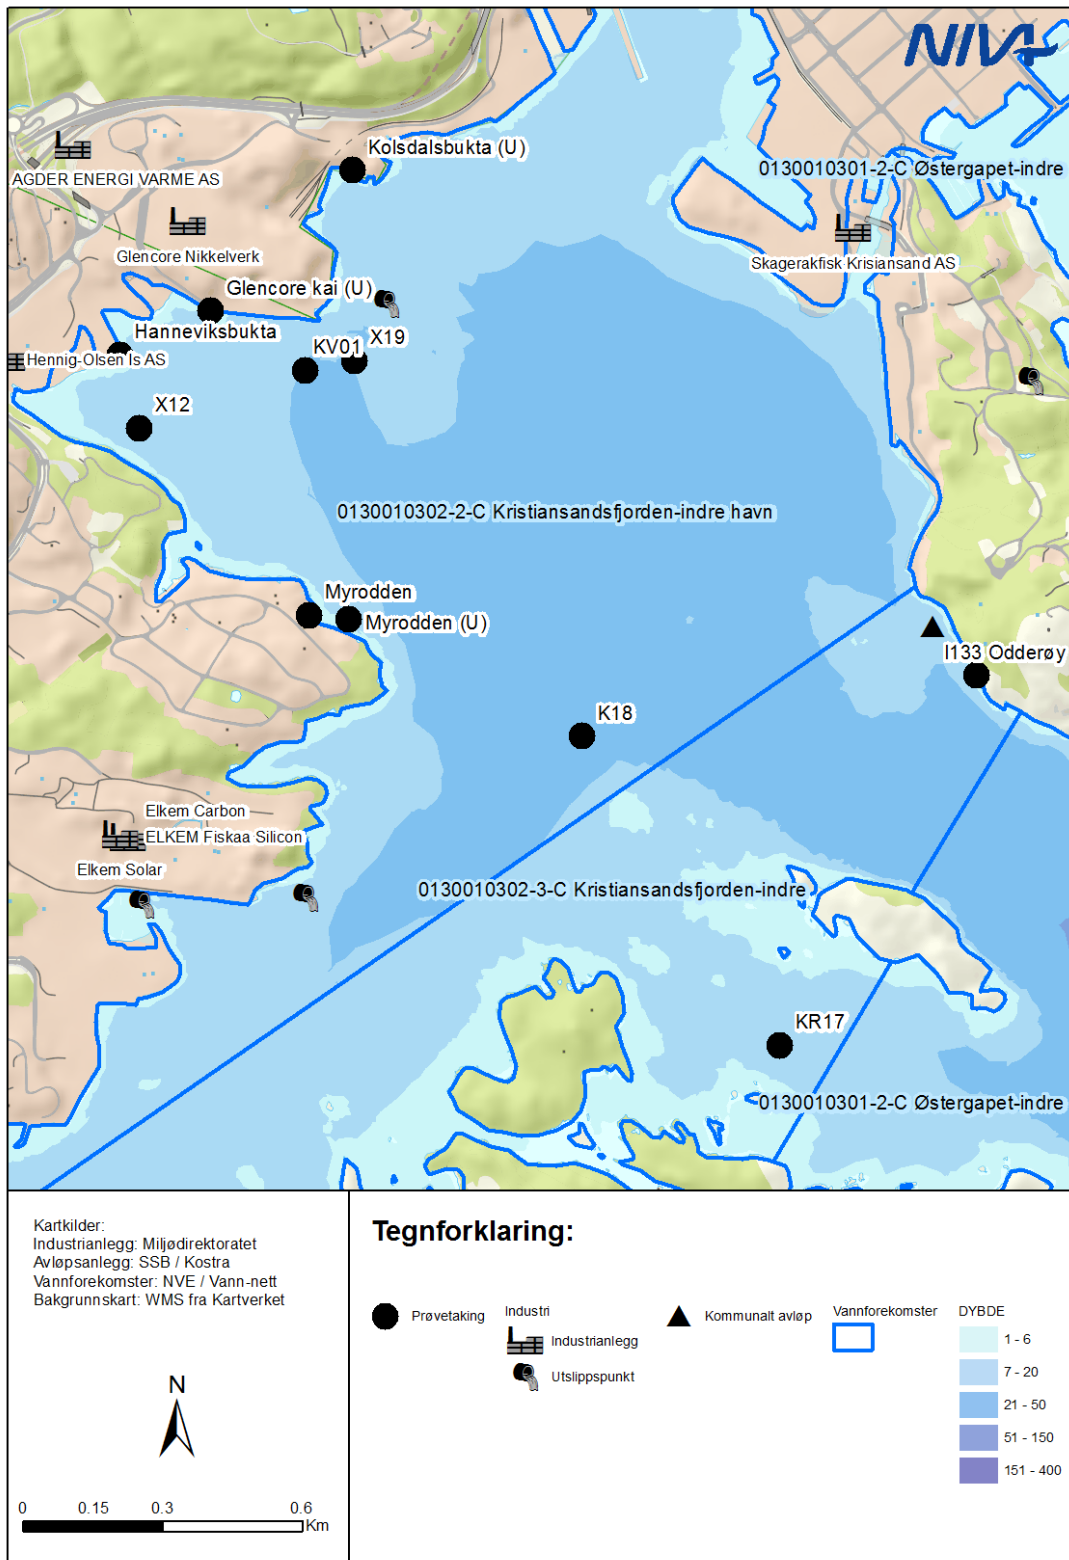 NIVA
Kolsdalsbukta (U)
0130010301-2-C Østergapet-indre
AGDER ENERGI VARME AS
Glencore Nikkelverk
Skagerakfisk Krisiansand AS
Glencore kai (U)
Hanneviksbukta
X19
KV01
Hennig-Olsen Is AS
X12
0130010302-2-C Kristiansandsfjorden-indre havn
Myrodden
Myrodden (U)
I133 Odderøy
K18
Elkem Carbon
ELKEM Fiskaa Silicon
Elkem Solar
0130010302-3-C Kristiansandsfjorden-indre
KR17
0130010301-2-C Østergapet-indre
Kartkilder:
Industrianlegg: Miljødirektoratet
Avløpsanlegg: SSB / Kostra
Vannforekomster: NVE / Vann-nett
Bakgrunnskart: WMS fra Kartverket
N
0 0.15 0.3 0.6
Km
Tegnforklaring:
Prøvetaking
Industri
Industrianlegg
Utslippspunkt
Kommunalt avløp
Vannforekomster
DYBDE
1 - 6
7 - 20
21 - 50
51 - 150
151 - 400